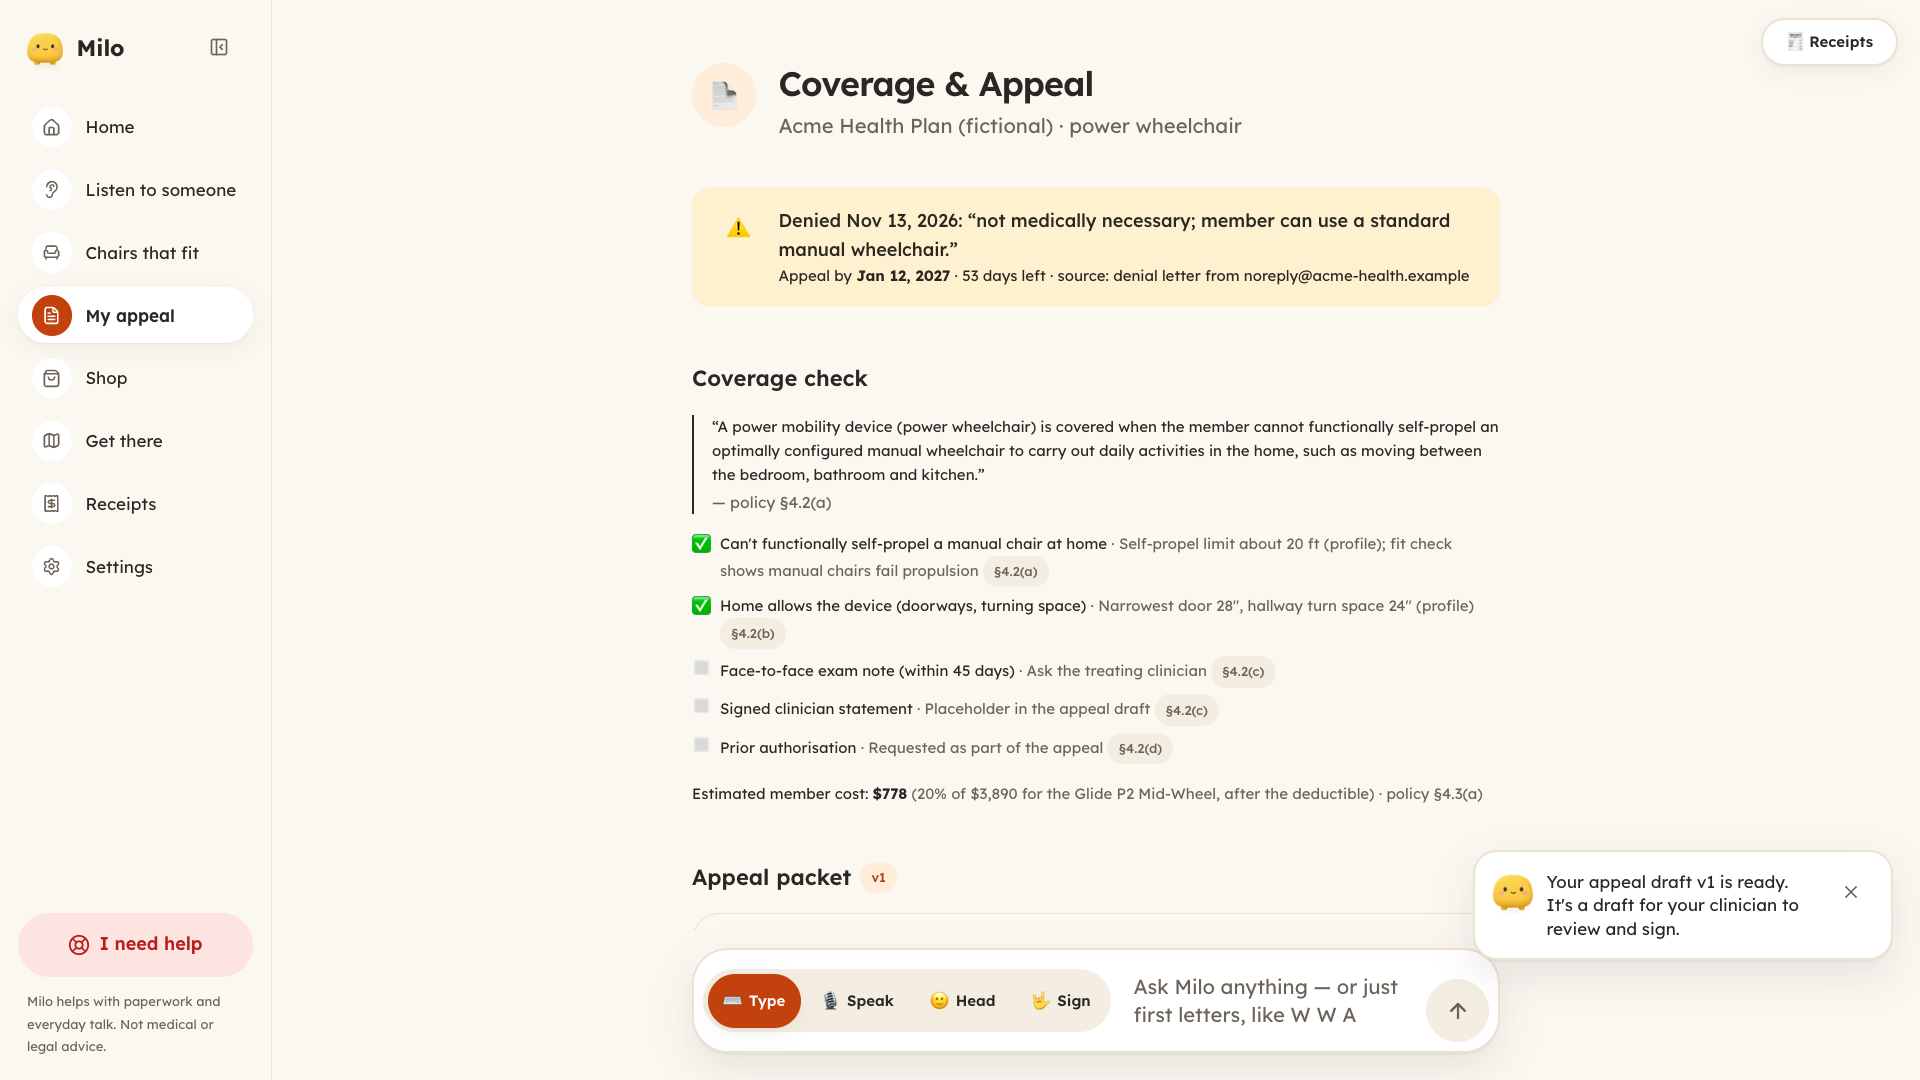 Milo
Home
Listen to someone
Chairs that fit
My appeal
Shop
Get there
Receipts
Settings
I need help
Milo helps with paperwork and
everyday talk. Not medical or
legal advice.
Receipts
Coverage & Appeal
Acme Health Plan (fictional) · power wheelchair
Denied Nov 13, 2026: “not medically necessary; member can use a standard
manual wheelchair.”
Appeal by Jan 12, 2027 · 53 days left · source: denial letter from noreply@acme-health.example
Coverage check
“A power mobility device (power wheelchair) is covered when the member cannot functionally self-propel an
optimally configured manual wheelchair to carry out daily activities in the home, such as moving between
the bedroom, bathroom and kitchen.”
— policy §4.2(a)
Can't functionally self-propel a manual chair at home · Self-propel limit about 20 ft (profile); fit check
shows manual chairs fail propulsion §4.2(a)
Home allows the device (doorways, turning space) · Narrowest door 28", hallway turn space 24" (profile)
§4.2(b)
Face-to-face exam note (within 45 days) · Ask the treating clinician §4.2(c)
Signed clinician statement · Placeholder in the appeal draft §4.2(c)
Prior authorisation · Requested as part of the appeal §4.2(d)
Estimated member cost: $778 (20% of $3,890 for the Glide P2 Mid-Wheel, after the deductible) · policy §4.3(a)
Appeal packet v1
Your appeal draft v1 is ready.
It's a draft for your clinician to
review and sign.
Type
Speak
Head
Sign
Ask Milo anything — or just
first letters, like W W A